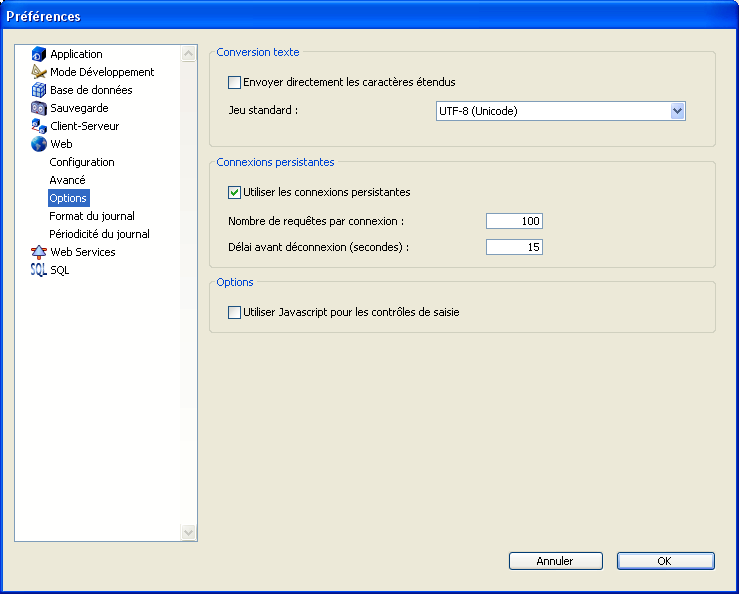 Préférences
Application
Mode Développement
Base de données
Sauvegarde
Client-Serveur
Web
Configuration
Avancé
Options
Format du journal
Périodicité du journal
Web Services
SQL SQL
Conversion texte
Envoyer directement les caractères étendus
Jeu standard : UTF-8 (Unicode)
Connexions persistantes
Utiliser les connexions persistantes
Nombre de requêtes par connexion : 100
Délai avant déconnexion (secondes) : 15
Options
Utiliser Javascript pour les contrôles de saisie
Annuler OK